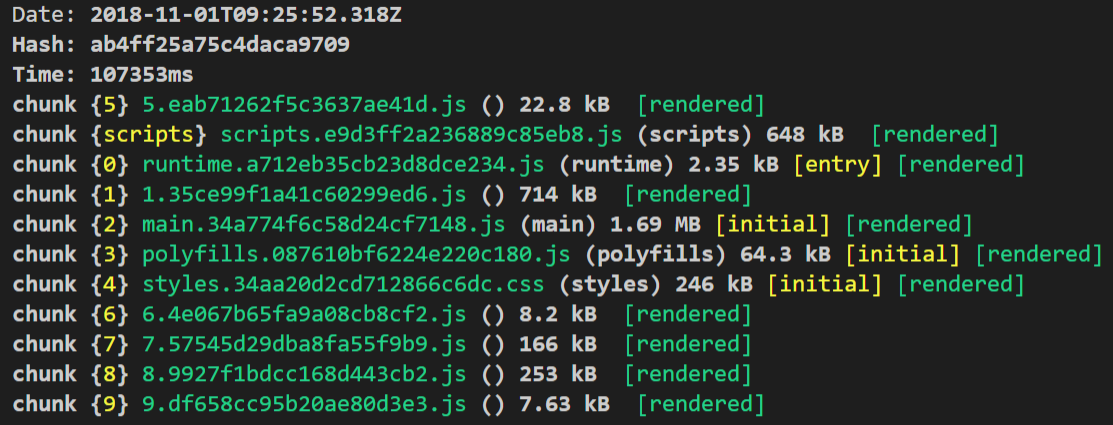 Date: 2018-11-01T09:25:52.318Z
Hash: ab4ff25a75c4daca9709
Time: 107353ms
chunk {5} 5.eab71262f5c3637ae41d.js () 22.8 kB [rendered]
chunk {scripts} scripts.e9d3ff2a236889c85eb8.js (scripts) 648 kB [rendered]
chunk {0} runtime.a712eb35cb23d8dce234.js (runtime) 2.35 kB [entry] [rendered]
chunk {1} 1.35ce99f1a41c60299ed6.js () 714 kB [rendered]
chunk {2} main.34a774f6c58d24cf7148.js (main) 1.69 MB [initial] [rendered]
chunk {3} polyfills.087610bf6224e220c180.js (polyfills) 64.3 kB [initial] [rendered]
chunk {4} styles.34aa20d2cd712866c6dc.css (styles) 246 kB [initial] [rendered]
chunk {6} 6.4e067b65fa9a08cb8cf2.js () 8.2 kB [rendered]
chunk {7} 7.57545d29dba8fa55f9b9.js () 166 kB [rendered]
chunk {8} 8.9927f1bdcc168d443cb2.js () 253 kB [rendered]
chunk {9} 9.df658cc95b20ae80d3e3.js () 7.63 kB [rendered]